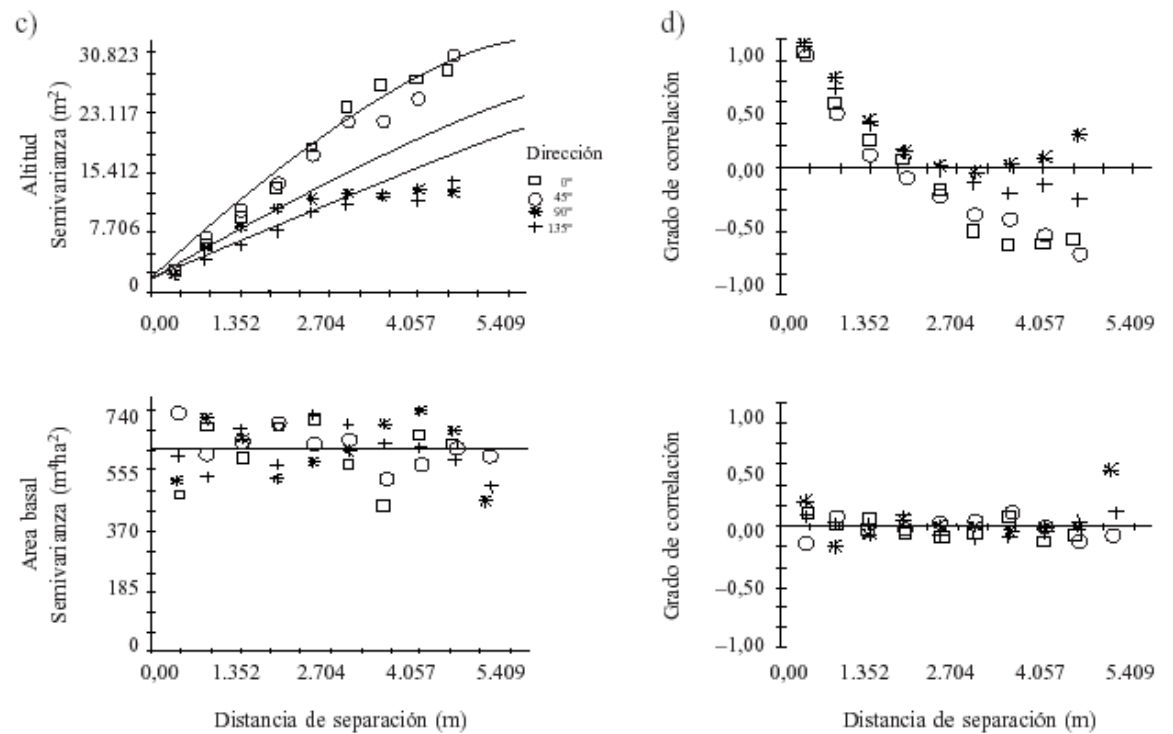 c)
Altitud
Semivarianza (m²)
30.823
23.117
15.412
7.706
0
0,00 1.352 2.704 4.057 5.409
Dirección
0º
45º
90º
135º
d)
Grado de correlación
1,00
0,50
0,00
–0,50
–1,00
0,00 1.352 2.704 4.057 5.409
Area basal
Semivarianza (m⁴ha²)
740
555
370
185
0
0,00 1.352 2.704 4.057 5.409
Distancia de separación (m)
Grado de correlación
1,00
0,50
0,00
–0,50
–1,00
0,00 1.352 2.704 4.057 5.409
Distancia de separación (m)